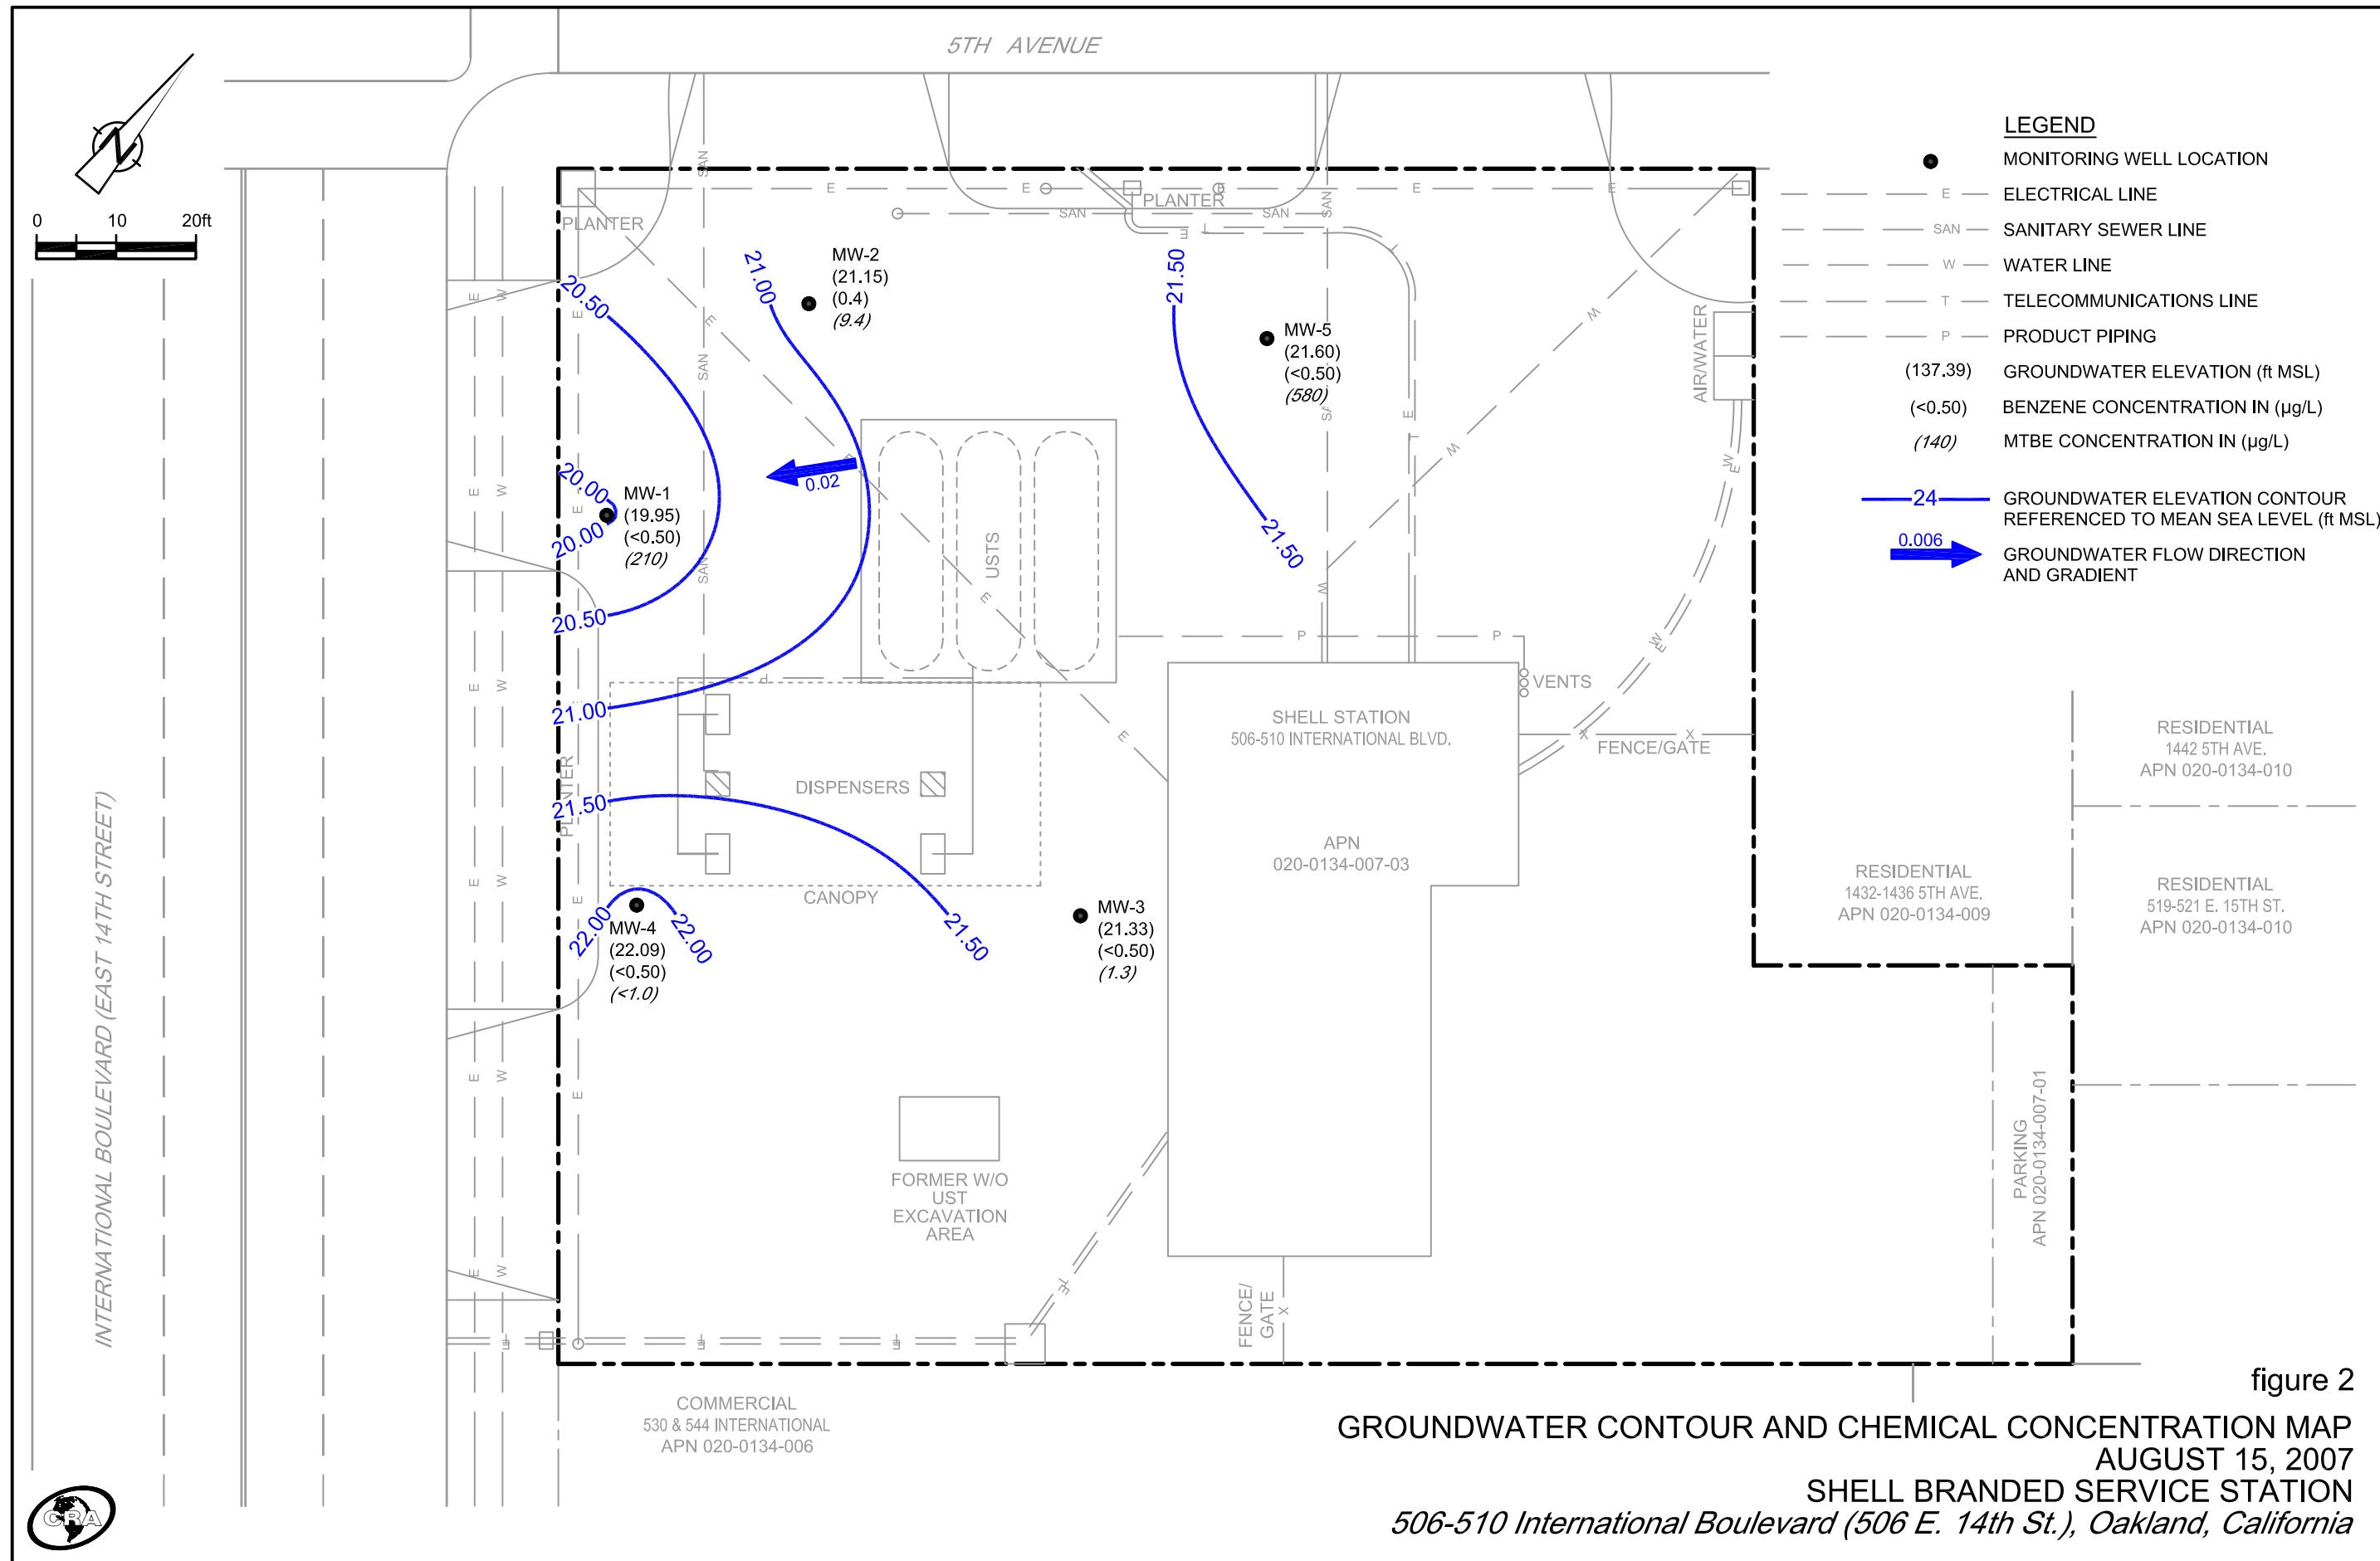 5TH AVENUE
N
0 10 20ft
LEGEND
MONITORING WELL LOCATION
E ELECTRICAL LINE
SAN SANITARY SEWER LINE
W WATER LINE
T TELECOMMUNICATIONS LINE
P PRODUCT PIPING
(137.39) GROUNDWATER ELEVATION (ft MSL)
(<0.50) BENZENE CONCENTRATION IN (µg/L)
(140) MTBE CONCENTRATION IN (µg/L)
24 GROUNDWATER ELEVATION CONTOUR
REFERENCED TO MEAN SEA LEVEL (ft MSL)
0.006
GROUNDWATER FLOW DIRECTION
AND GRADIENT
PLANTER
PLANTER
MW-2
(21.15)
(0.4)
(9.4)
MW-5
(21.60)
(<0.50)
(580)
MW-1
(19.95)
(<0.50)
(210)
20.50
21.00
21.50
20.00
20.00
0.02
21.50
20.50
21.00
21.50
22.00
22.00
21.50
AIR/WATER
USTS
VENTS
FENCE/GATE
SHELL STATION
506-510 INTERNATIONAL BLVD.
APN
020-0134-007-03
PLANTER
DISPENSERS
CANOPY
MW-4
(22.09)
(<0.50)
(<1.0)
MW-3
(21.33)
(<0.50)
(1.3)
RESIDENTIAL
1442 5TH AVE.
APN 020-0134-010
RESIDENTIAL
1432-1436 5TH AVE.
APN 020-0134-009
RESIDENTIAL
519-521 E. 15TH ST.
APN 020-0134-010
INTERNATIONAL BOULEVARD (EAST 14TH STREET)
FORMER W/O
UST
EXCAVATION
AREA
FENCE/
GATE
PARKING
APN 020-0134-007-01
COMMERCIAL
530 & 544 INTERNATIONAL
APN 020-0134-006
figure 2
GROUNDWATER CONTOUR AND CHEMICAL CONCENTRATION MAP
AUGUST 15, 2007
SHELL BRANDED SERVICE STATION
506-510 International Boulevard (506 E. 14th St.), Oakland, California
CRA